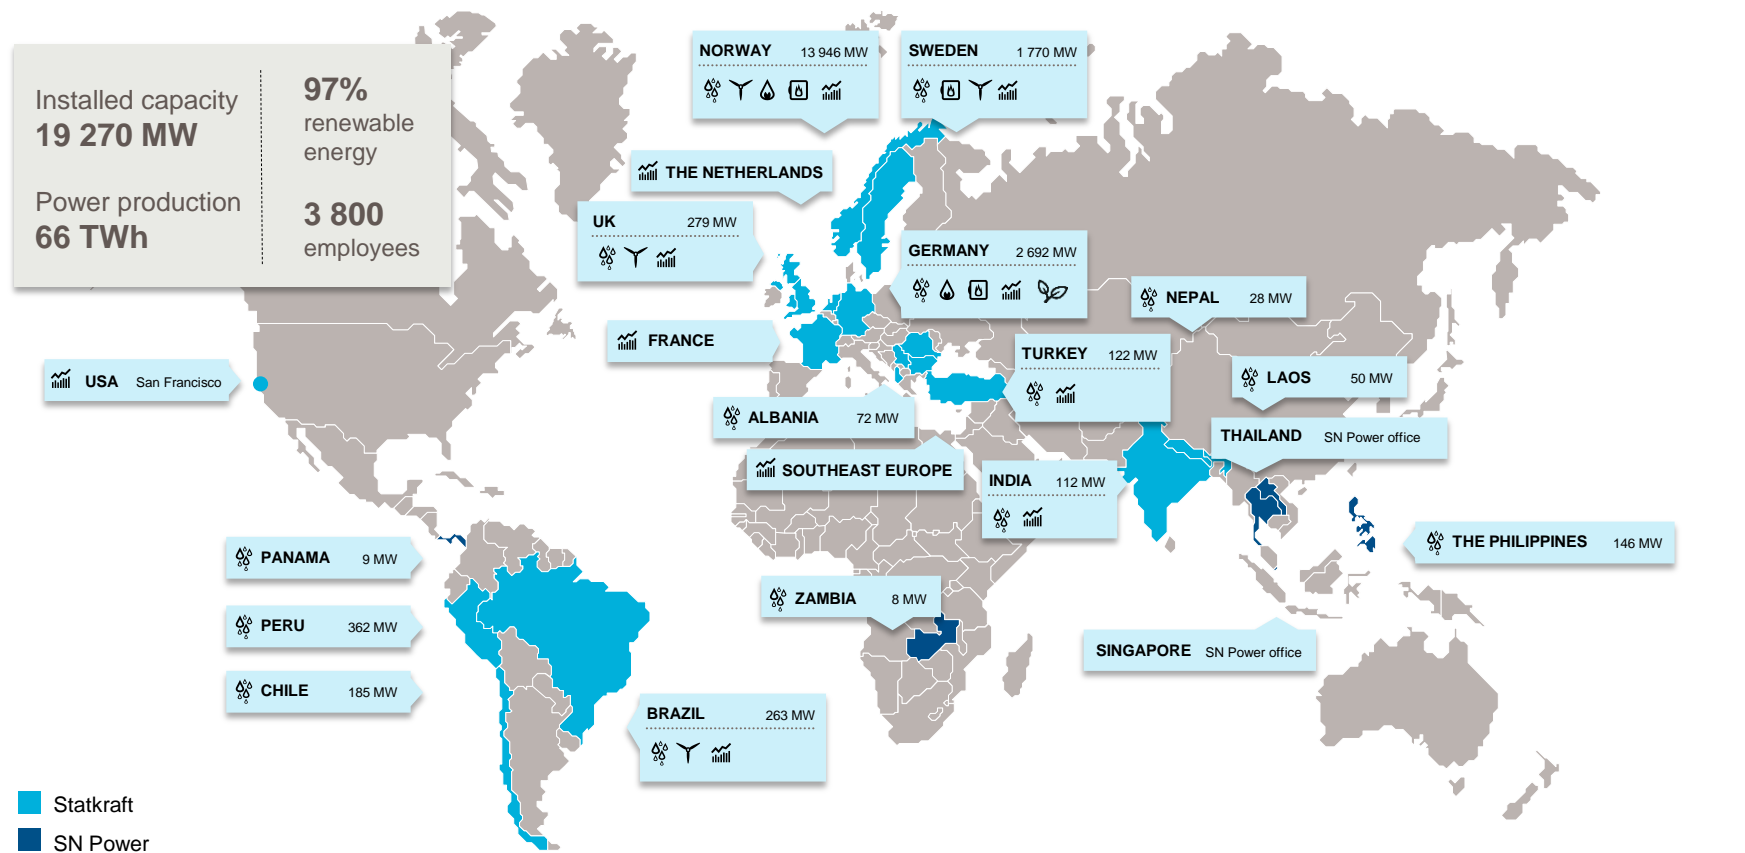 Installed capacity
19 270 MW
97%
renewable
energy
Power production
66 TWh
3 800
employees
NORWAY 13 946 MW
SWEDEN 1 770 MW
THE NETHERLANDS
UK 279 MW
GERMANY 2 692 MW
NEPAL 28 MW
FRANCE
TURKEY 122 MW
USA San Francisco
LAOS 50 MW
ALBANIA 72 MW
THAILAND SN Power office
SOUTHEAST EUROPE
INDIA 112 MW
PANAMA 9 MW
THE PHILIPPINES 146 MW
ZAMBIA 8 MW
PERU 362 MW
SINGAPORE SN Power office
CHILE 185 MW
BRAZIL 263 MW
Statkraft
SN Power